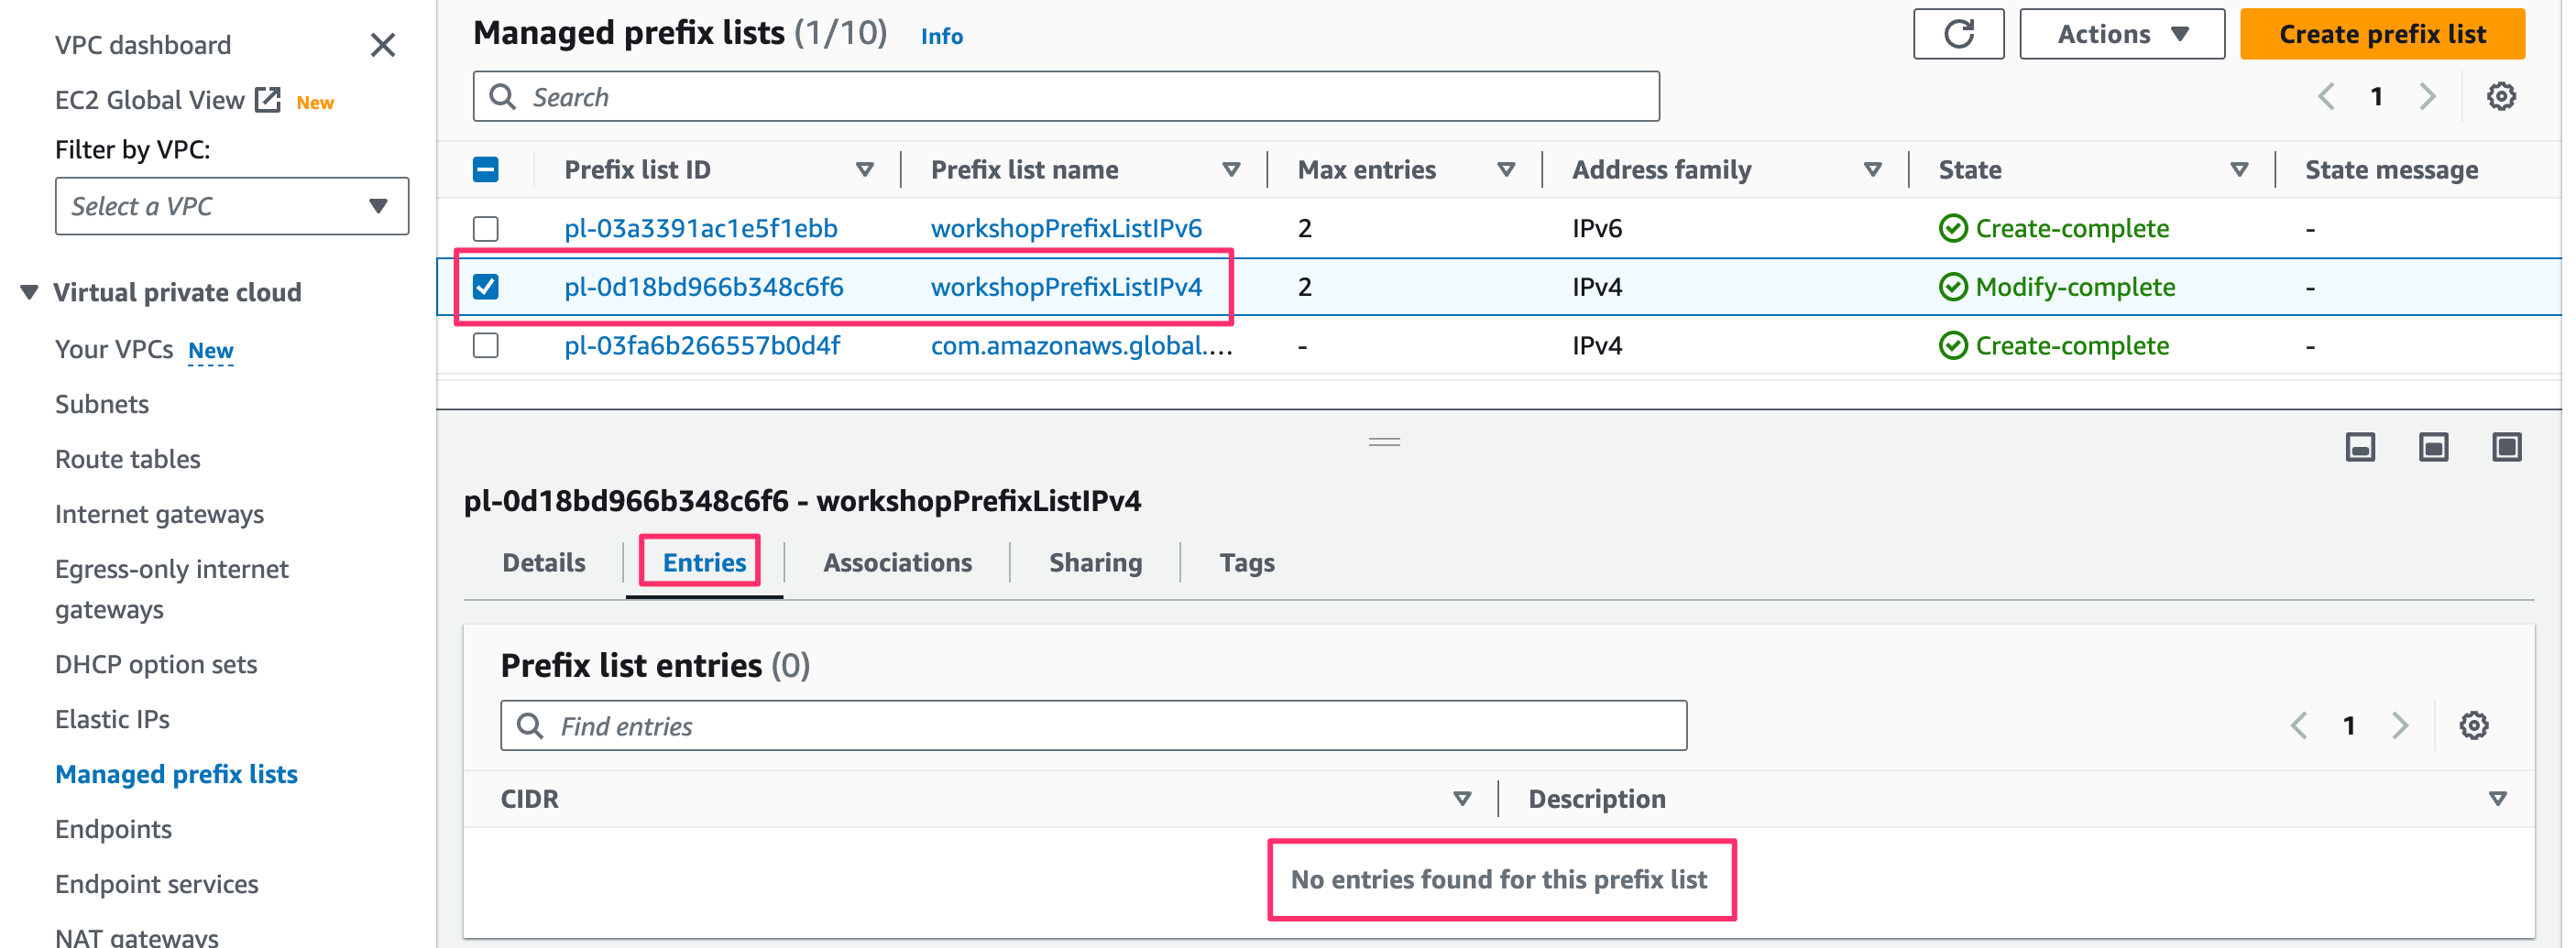 VPC dashboard
EC2 Global View New
Filter by VPC:
Select a VPC
Virtual private cloud
Your VPCs New
Subnets
Route tables
Internet gateways
Egress-only internet
gateways
DHCP option sets
Elastic IPs
Managed prefix lists
Endpoints
Endpoint services
NAT gateways
Managed prefix lists (1/10) Info
Actions
Create prefix list
Search
1
Prefix list ID Prefix list name Max entries Address family State State message
pl-03a3391ac1e5f1ebb workshopPrefixListIPv6 2 IPv6 Create-complete -
pl-0d18bd966b348c6f6 workshopPrefixListIPv4 2 IPv4 Modify-complete -
pl-03fa6b266557b0d4f com.amazonaws.global.... - IPv4 Create-complete -
pl-0d18bd966b348c6f6 - workshopPrefixListIPv4
Details Entries Associations Sharing Tags
Prefix list entries (0)
Find entries
1
CIDR Description
No entries found for this prefix list